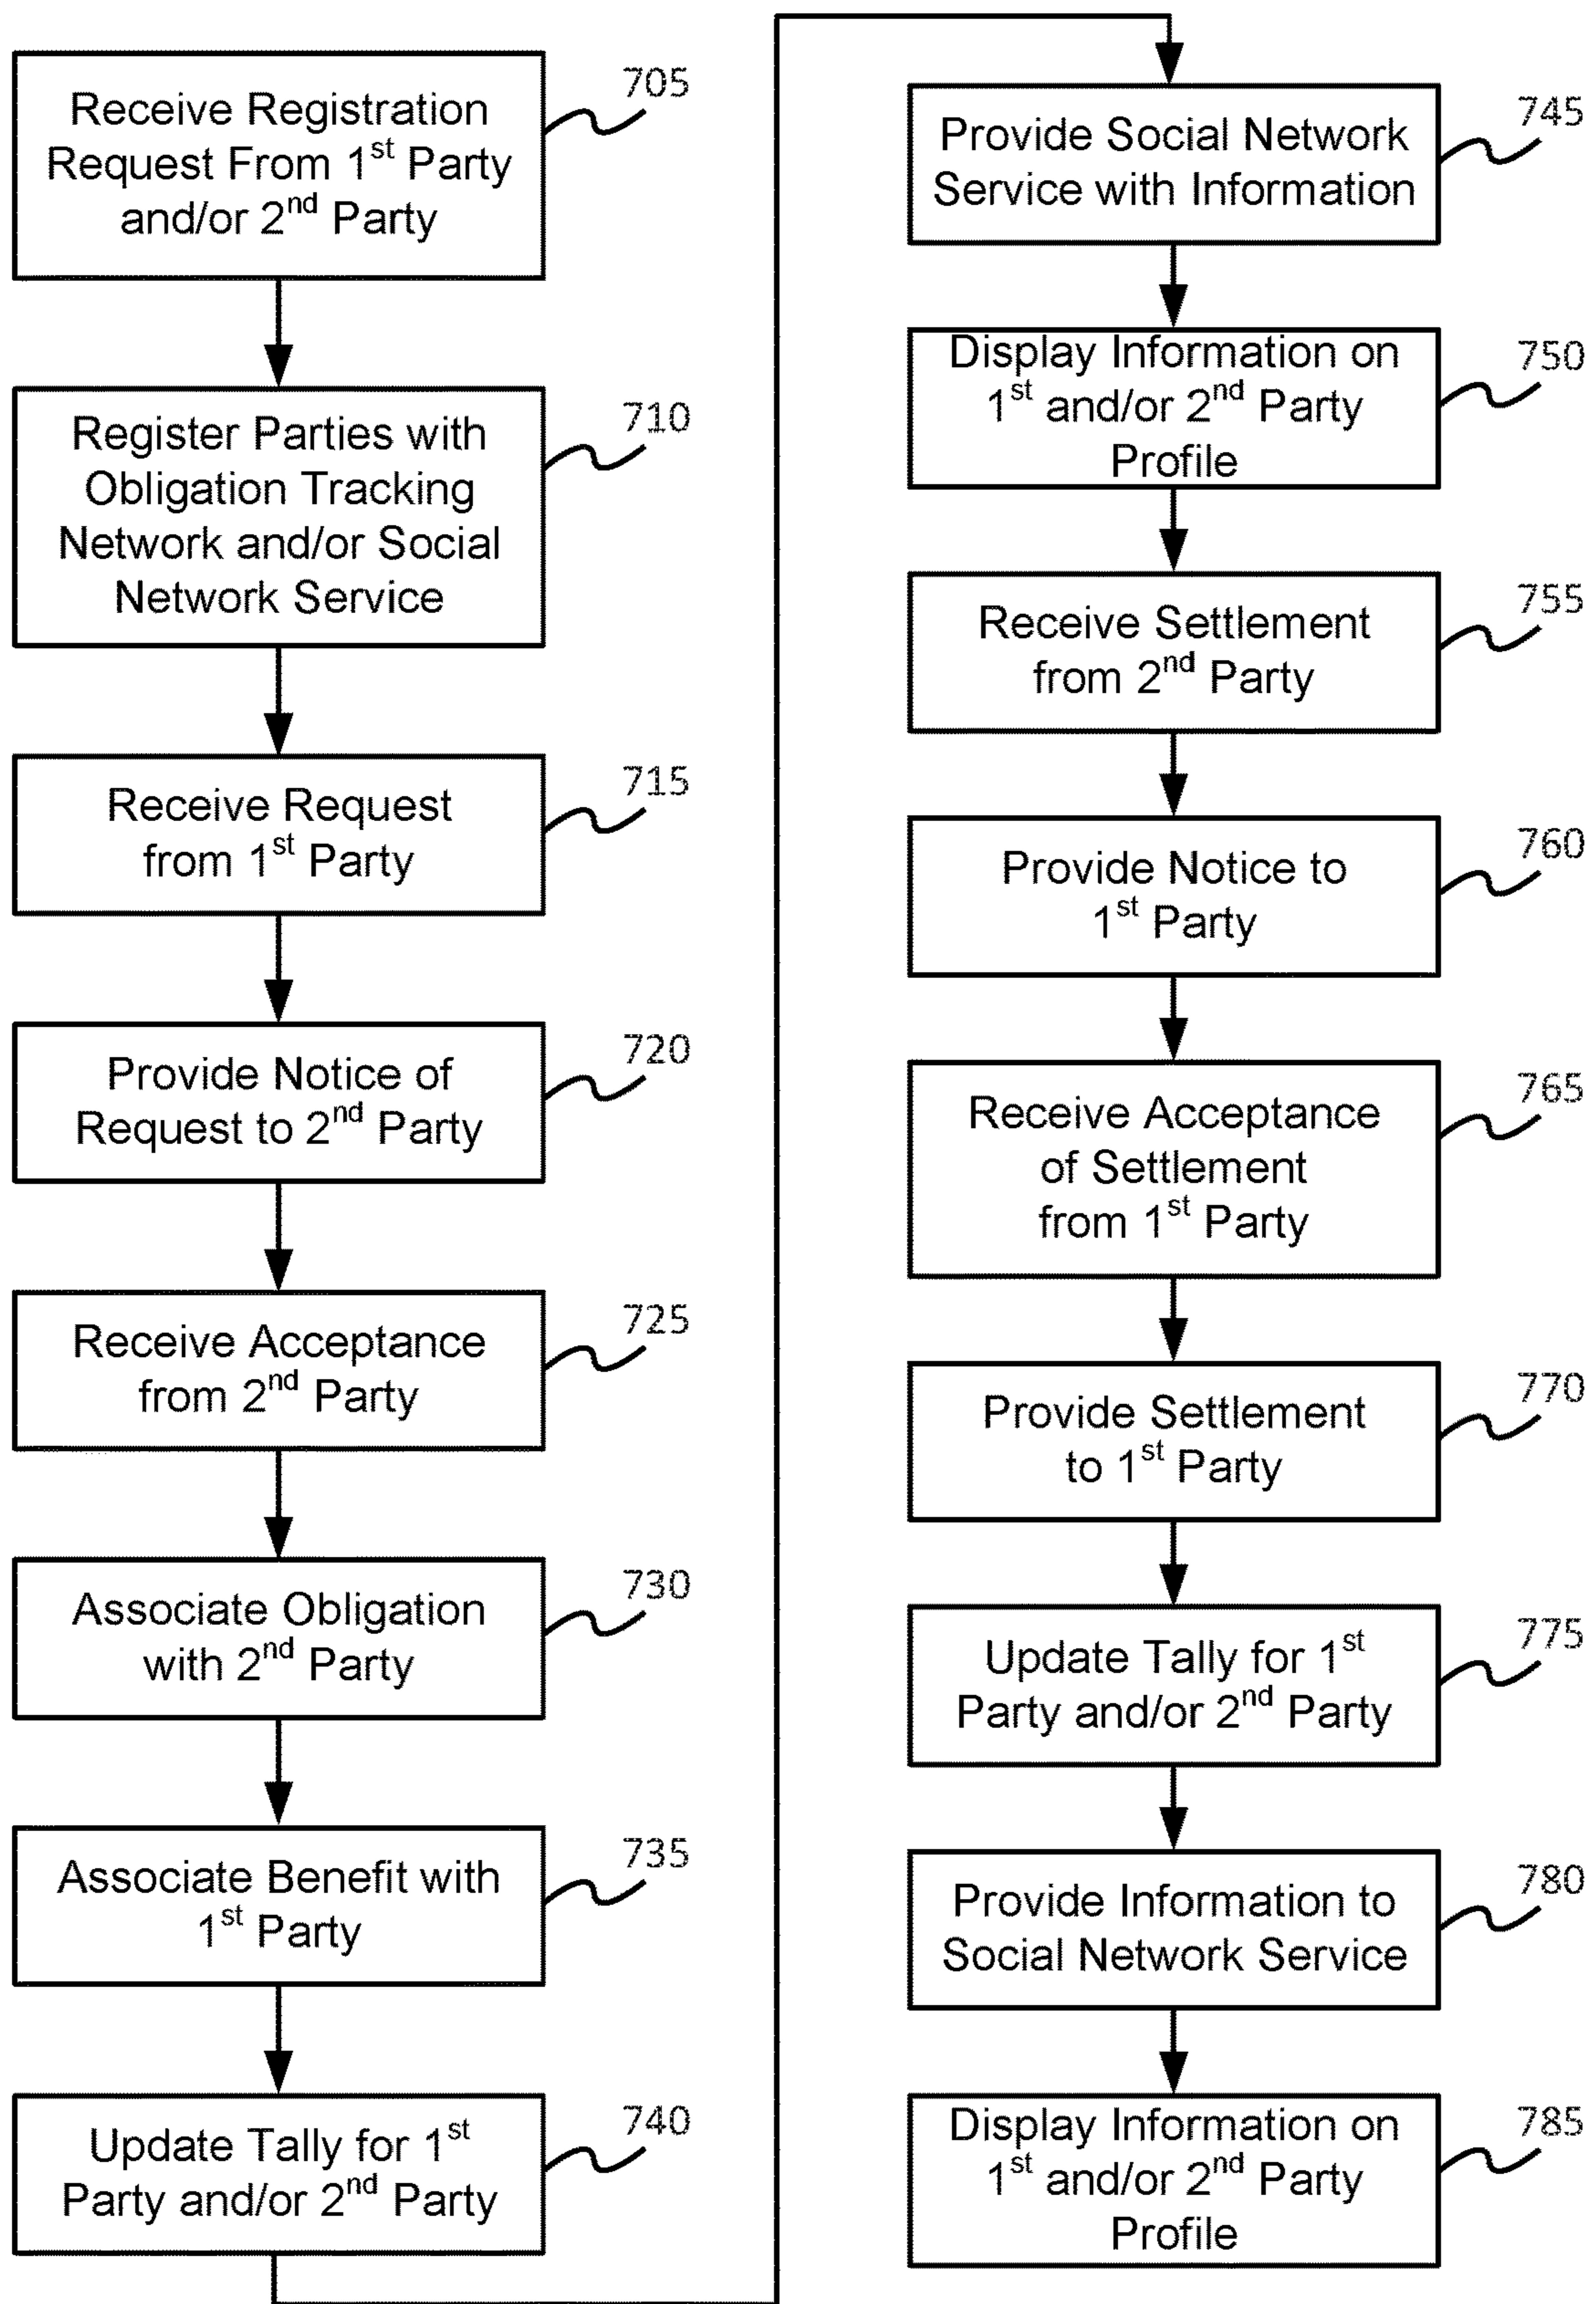 Receive Registration
Request From 1st Party
and/or 2nd Party
705
Register Parties with
Obligation Tracking
Network and/or Social
Network Service
710
Receive Request
from 1st Party
715
Provide Notice of
Request to 2nd Party
720
Receive Acceptance
from 2nd Party
725
Associate Obligation
with 2nd Party
730
Associate Benefit with
1st Party
735
Update Tally for 1st
Party and/or 2nd Party
740
Provide Social Network
Service with Information
745
Display Information on
1st and/or 2nd Party
Profile
750
Receive Settlement
from 2nd Party
755
Provide Notice to
1st Party
760
Receive Acceptance
of Settlement
from 1st Party
765
Provide Settlement
to 1st Party
770
Update Tally for 1st
Party and/or 2nd Party
775
Provide Information to
Social Network Service
780
Display Information on
1st and/or 2nd Party
Profile
785